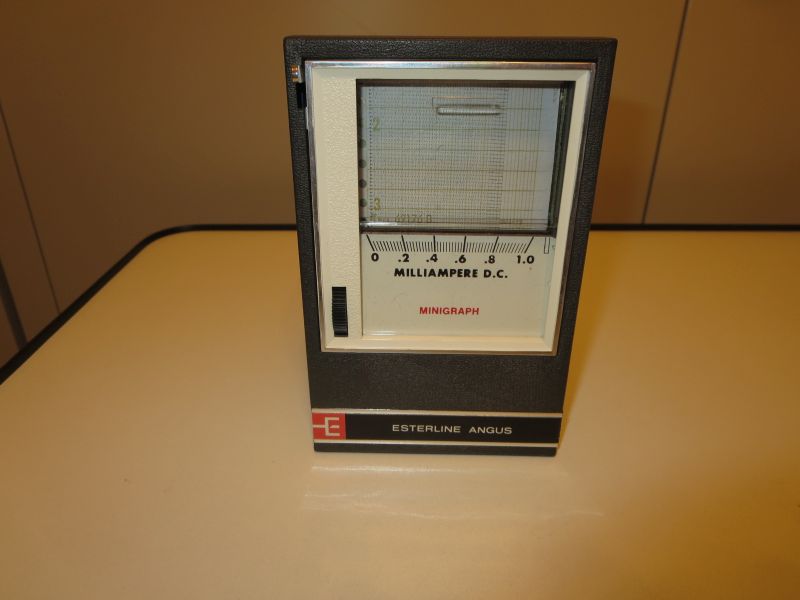 2
3
0 .2 .4 .6 .8 1.0
MILLIAMPERE D.C.
MINIGRAPH
E
ESTERLINE ANGUS